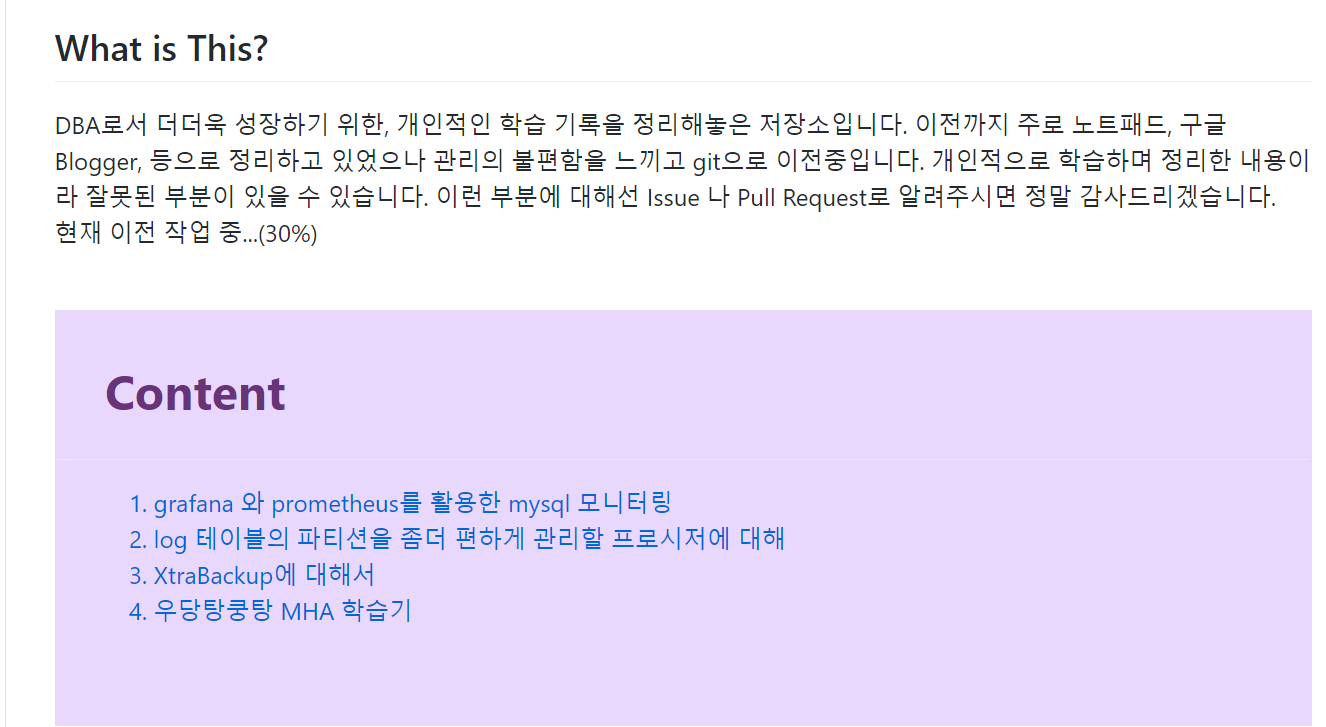 What is This?
DBA로서 더더욱 성장하기 위한, 개인적인 학습 기록을 정리해놓은 저장소입니다. 이전까지 주로 노트패드, 구글
Blogger, 등으로 정리하고 있었으나 관리의 불편함을 느끼고 git으로 이전중입니다. 개인적으로 학습하며 정리한 내용이
라 잘못된 부분이 있을 수 있습니다. 이런 부분에 대해선 Issue 나 Pull Request로 알려주시면 정말 감사드리겠습니다.
현재 이전 작업 중...(30%)
Content
1. grafana 와 prometheus를 활용한 mysql 모니터링
2. log 테이블의 파티션을 좀더 편하게 관리할 프로시저에 대해
3. XtraBackup에 대해서
4. 우당탕쿵탕 MHA 학습기